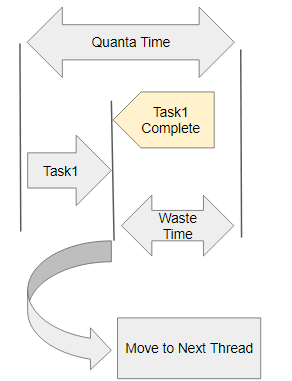 Quanta Time
Task1
Complete
Task1
Waste
Time
Move to Next Thread